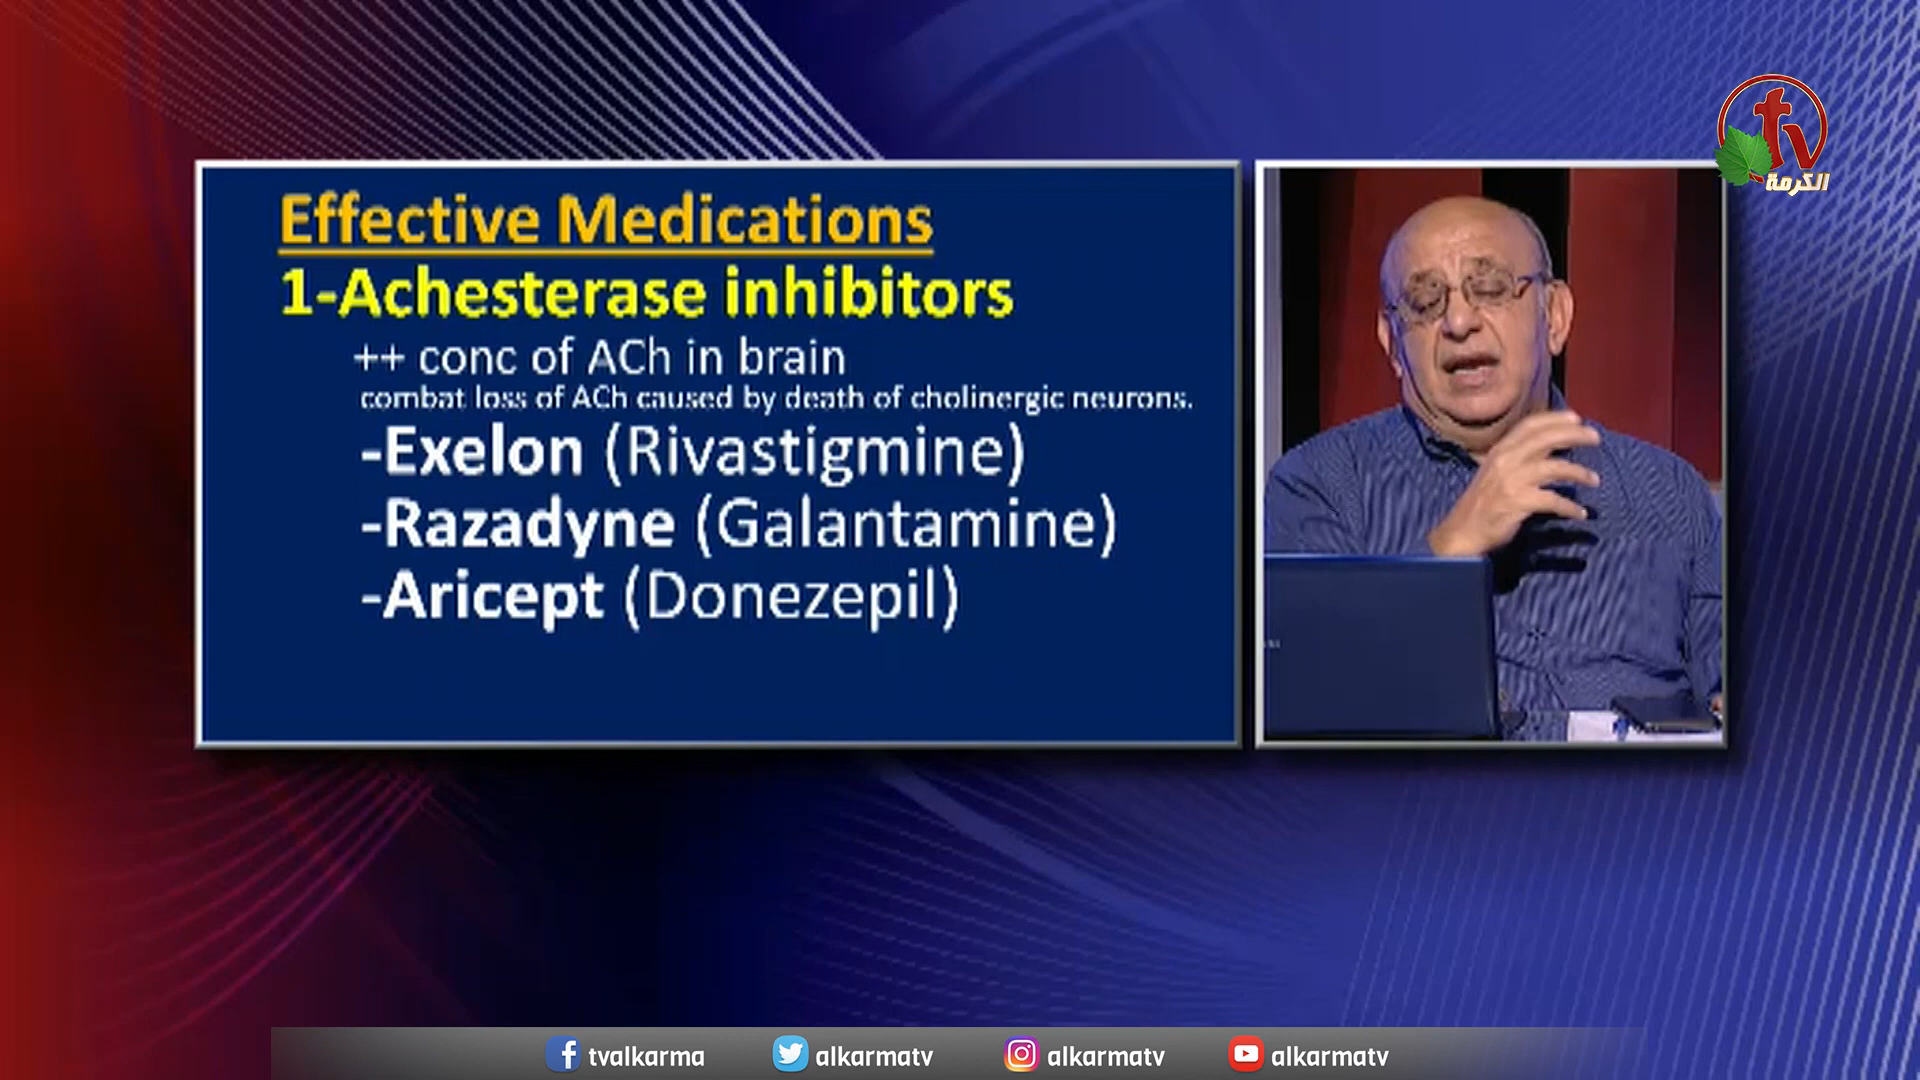 tv
الكرمة
Effective Medications
1-Achesterase inhibitors
++ conc of ACh in brain
combat loss of ACh caused by death of cholinergic neurons.
-Exelon (Rivastigmine)
-Razadyne (Galantamine)
-Aricept (Donezepil)
tvalkarma
alkarmatv
alkarmatv
alkarmatv